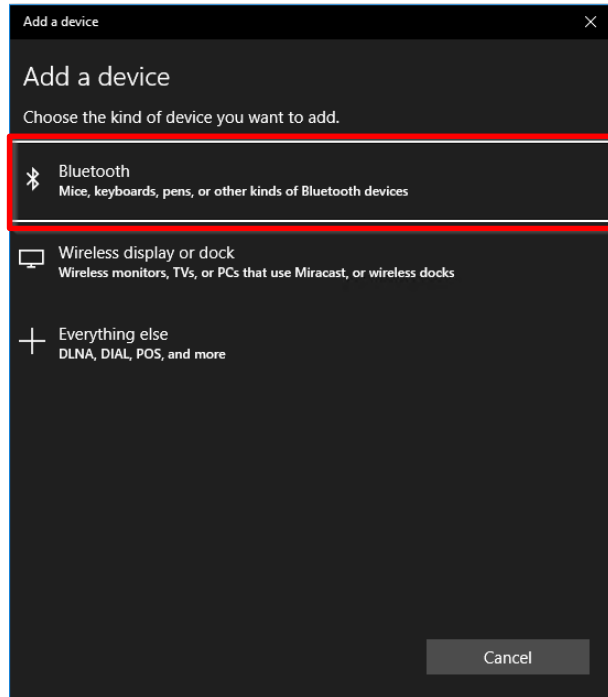 Add a device
Add a device
Choose the kind of device you want to add.
Bluetooth
Mice, keyboards, pens, or other kinds of Bluetooth devices
Wireless display or dock
Wireless monitors, TVs, or PCs that use Miracast, or wireless docks
Everything else
DLNA, DIAL, POS, and more
Cancel